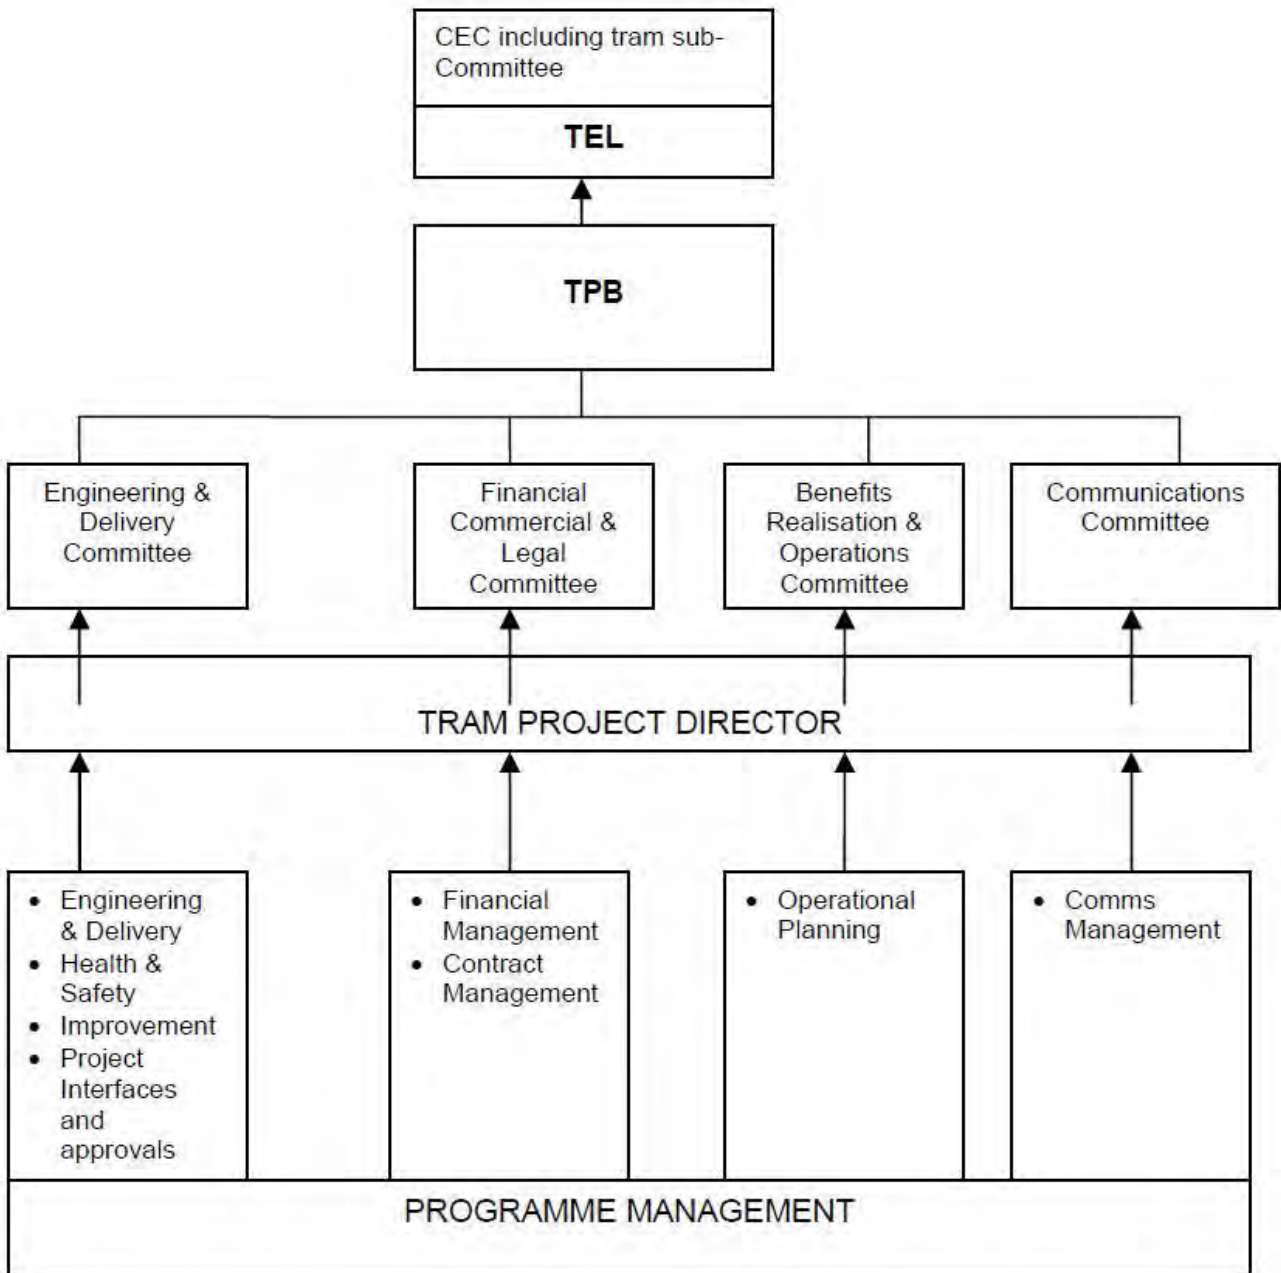 CEC including tram sub-
Committee
TEL
TPB
Engineering &
Delivery
Committee
Financial
Commercial &
Legal
Committee
Benefits
Realisation &
Operations
Committee
Communications
Committee
TRAM PROJECT DIRECTOR
• Engineering
& Delivery
• Health &
Safety
• Improvement
• Project
Interfaces
and
approvals
• Financial
Management
• Contract
Management
• Operational
Planning
• Comms
Management
PROGRAMME MANAGEMENT